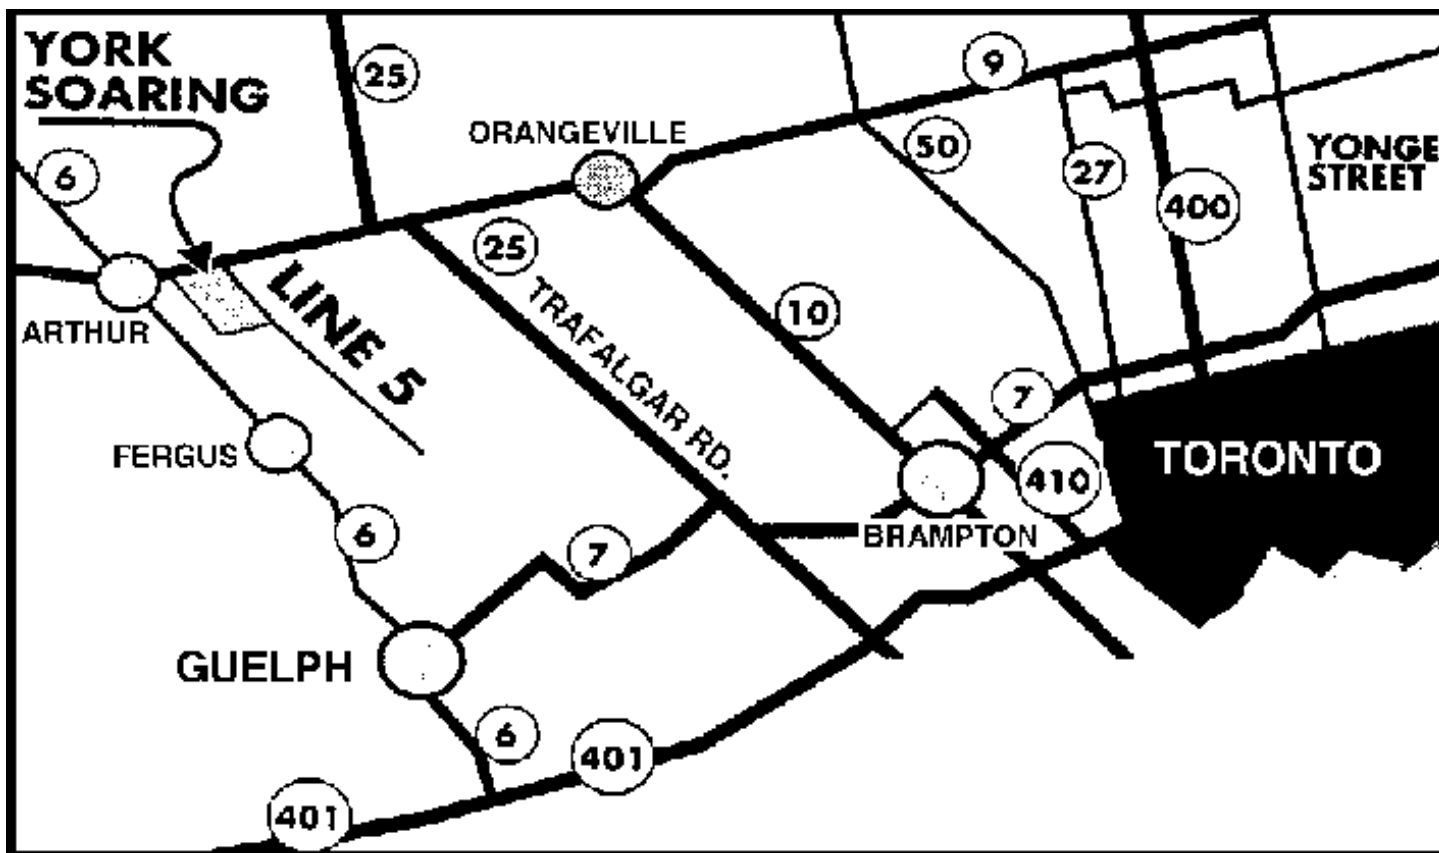 YORK
SOARING
25
9
ORANGEVILLE
50
YONGE
STREET
6
27
400
25
LINE 5
TRAFALGAR RD.
10
ARTHUR
7
FERGUS
TORONTO
410
6
7
BRAMPTON
GUELPH
6
401
401